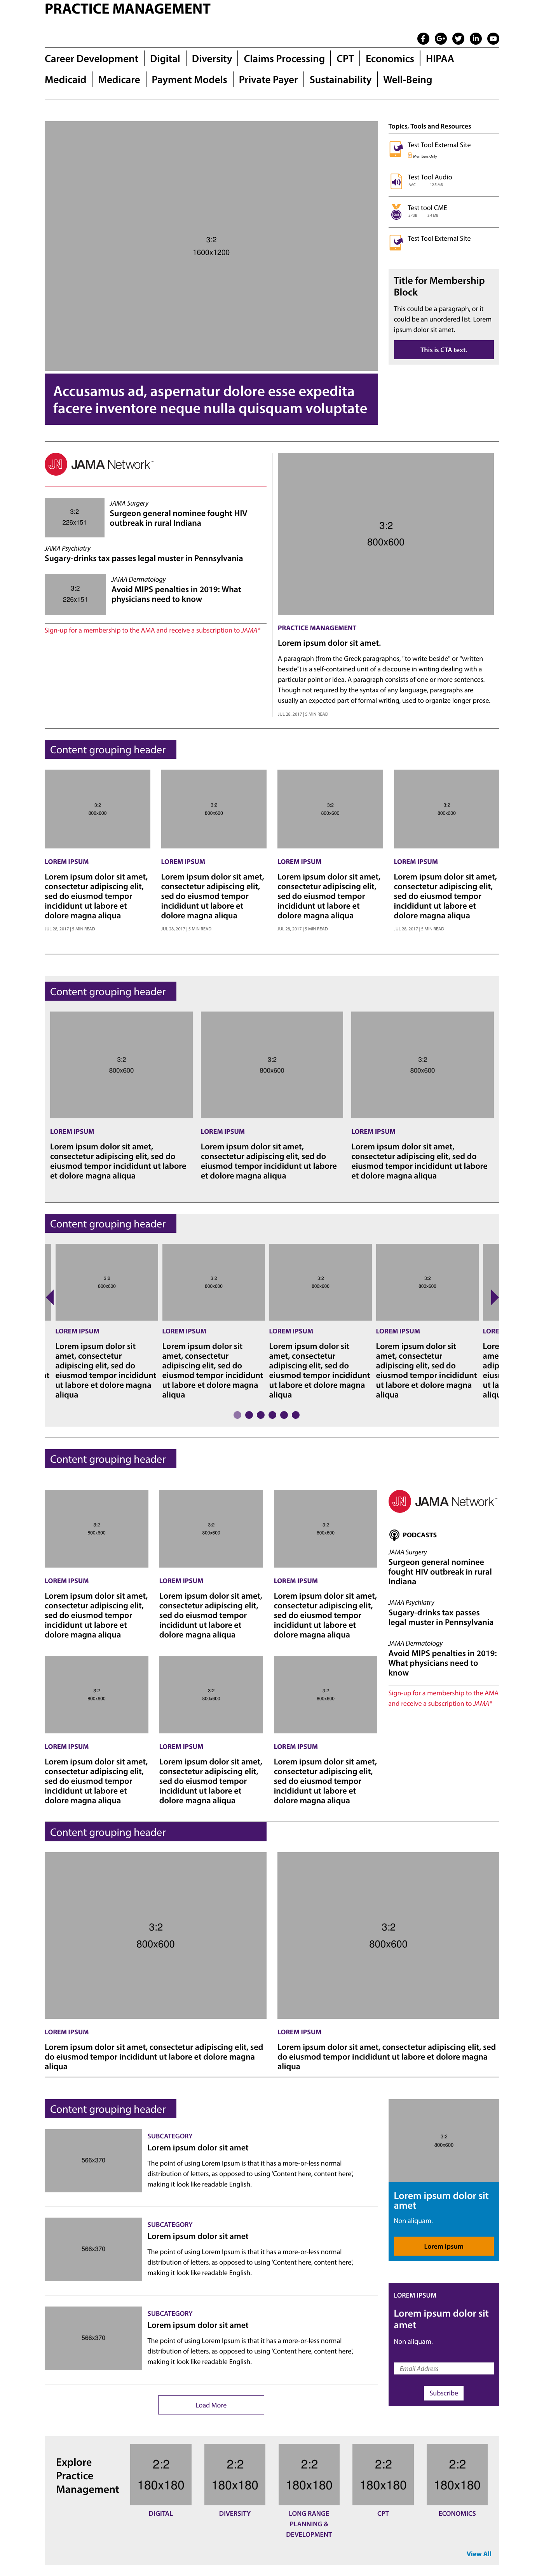 PRACTICE MANAGEMENT
Career Development | Digital | Diversity | Claims Processing | CPT | Economics | HIPAA
Medicaid | Medicare | Payment Models | Private Payer | Sustainability | Well-Being
3:2
1600x1200
Accusamus ad, aspernatur dolore esse expedita
facere inventore neque nulla quisquam voluptate
Topics, Tools and Resources
Test Tool External Site
Members Only
Test Tool Audio
AAC 12.5 MB
Test tool CME
EPUB 3.4 MB
Test Tool External Site
Title for Membership
Block
This could be a paragraph, or it
could be an unordered list. Lorem
ipsum dolor sit amet.
This is CTA text.
JN JAMA Network™
3:2
226x151
JAMA Surgery
Surgeon general nominee fought HIV
outbreak in rural Indiana
JAMA Psychiatry
Sugary-drinks tax passes legal muster in Pennsylvania
3:2
226x151
JAMA Dermatology
Avoid MIPS penalties in 2019: What
physicians need to know
Sign-up for a membership to the AMA and receive a subscription to JAMA*
3:2
800x600
PRACTICE MANAGEMENT
Lorem ipsum dolor sit amet.
A paragraph (from the Greek paragraphos, "to write beside" or "written
beside") is a self-contained unit of a discourse in writing dealing with a
particular point or idea. A paragraph consists of one or more sentences.
Though not required by the syntax of any language, paragraphs are
usually an expected part of formal writing, used to organize longer prose.
JUL 28, 2017 | 5 MIN READ
Content grouping header
3:2
800x600
LOREM IPSUM
Lorem ipsum dolor sit amet,
consectetur adipiscing elit,
sed do eiusmod tempor
incididunt ut labore et
dolore magna aliqua
JUL 28, 2017 | 5 MIN READ
3:2
800x600
LOREM IPSUM
Lorem ipsum dolor sit amet,
consectetur adipiscing elit,
sed do eiusmod tempor
incididunt ut labore et
dolore magna aliqua
JUL 28, 2017 | 5 MIN READ
3:2
800x600
LOREM IPSUM
Lorem ipsum dolor sit amet,
consectetur adipiscing elit,
sed do eiusmod tempor
incididunt ut labore et
dolore magna aliqua
JUL 28, 2017 | 5 MIN READ
3:2
800x600
LOREM IPSUM
Lorem ipsum dolor sit amet,
consectetur adipiscing elit,
sed do eiusmod tempor
incididunt ut labore et
dolore magna aliqua
JUL 28, 2017 | 5 MIN READ
Content grouping header
3:2
800x600
LOREM IPSUM
Lorem ipsum dolor sit amet,
consectetur adipiscing elit, sed do
eiusmod tempor incididunt ut labore
et dolore magna aliqua
3:2
800x600
LOREM IPSUM
Lorem ipsum dolor sit amet,
consectetur adipiscing elit, sed do
eiusmod tempor incididunt ut labore
et dolore magna aliqua
3:2
800x600
LOREM IPSUM
Lorem ipsum dolor sit amet,
consectetur adipiscing elit, sed do
eiusmod tempor incididunt ut labore
et dolore magna aliqua
Content grouping header
nt
3:2
800x600
LOREM IPSUM
Lorem ipsum dolor sit
amet, consectetur
adipiscing elit, sed do
eiusmod tempor incididunt
ut labore et dolore magna
aliqua
3:2
800x600
LOREM IPSUM
Lorem ipsum dolor sit
amet, consectetur
adipiscing elit, sed do
eiusmod tempor incididunt
ut labore et dolore magna
aliqua
3:2
800x600
LOREM IPSUM
Lorem ipsum dolor sit
amet, consectetur
adipiscing elit, sed do
eiusmod tempor incididunt
ut labore et dolore magna
aliqua
3:2
800x600
LOREM IPSUM
Lorem ipsum dolor sit
amet, consectetur
adipiscing elit, sed do
eiusmod tempor incididunt
ut labore et dolore magna
aliqua
LORE
Lore
ame
adip
eius
ut la
aliqu
Content grouping header
3:2
800x600
LOREM IPSUM
Lorem ipsum dolor sit amet,
consectetur adipiscing elit,
sed do eiusmod tempor
incididunt ut labore et
dolore magna aliqua
3:2
800x600
LOREM IPSUM
Lorem ipsum dolor sit amet,
consectetur adipiscing elit,
sed do eiusmod tempor
incididunt ut labore et
dolore magna aliqua
3:2
800x600
LOREM IPSUM
Lorem ipsum dolor sit amet,
consectetur adipiscing elit,
sed do eiusmod tempor
incididunt ut labore et
dolore magna aliqua
3:2
800x600
LOREM IPSUM
Lorem ipsum dolor sit amet,
consectetur adipiscing elit,
sed do eiusmod tempor
incididunt ut labore et
dolore magna aliqua
3:2
800x600
LOREM IPSUM
Lorem ipsum dolor sit amet,
consectetur adipiscing elit,
sed do eiusmod tempor
incididunt ut labore et
dolore magna aliqua
3:2
800x600
LOREM IPSUM
Lorem ipsum dolor sit amet,
consectetur adipiscing elit,
sed do eiusmod tempor
incididunt ut labore et
dolore magna aliqua
JN JAMA Network™
PODCASTS
JAMA Surgery
Surgeon general nominee
fought HIV outbreak in rural
Indiana
JAMA Psychiatry
Sugary-drinks tax passes
legal muster in Pennsylvania
JAMA Dermatology
Avoid MIPS penalties in 2019:
What physicians need to
know
Sign-up for a membership to the AMA
and receive a subscription to JAMA*
Content grouping header
3:2
800x600
LOREM IPSUM
Lorem ipsum dolor sit amet, consectetur adipiscing elit, sed
do eiusmod tempor incididunt ut labore et dolore magna
aliqua
3:2
800x600
LOREM IPSUM
Lorem ipsum dolor sit amet, consectetur adipiscing elit, sed
do eiusmod tempor incididunt ut labore et dolore magna
aliqua
Content grouping header
566x370
SUBCATEGORY
Lorem ipsum dolor sit amet
The point of using Lorem Ipsum is that it has a more-or-less normal
distribution of letters, as opposed to using 'Content here, content here',
making it look like readable English.
566x370
SUBCATEGORY
Lorem ipsum dolor sit amet
The point of using Lorem Ipsum is that it has a more-or-less normal
distribution of letters, as opposed to using 'Content here, content here',
making it look like readable English.
566x370
SUBCATEGORY
Lorem ipsum dolor sit amet
The point of using Lorem Ipsum is that it has a more-or-less normal
distribution of letters, as opposed to using 'Content here, content here',
making it look like readable English.
Load More
3:2
800x600
Lorem ipsum dolor sit
amet
Non aliquam.
Lorem ipsum
LOREM IPSUM
Lorem ipsum dolor sit
amet
Non aliquam.
Email Address
Subscribe
Explore
Practice
Management
2:2
180x180
DIGITAL
2:2
180x180
DIVERSITY
2:2
180x180
LONG RANGE
PLANNING &
DEVELOPMENT
2:2
180x180
CPT
2:2
180x180
ECONOMICS
View All